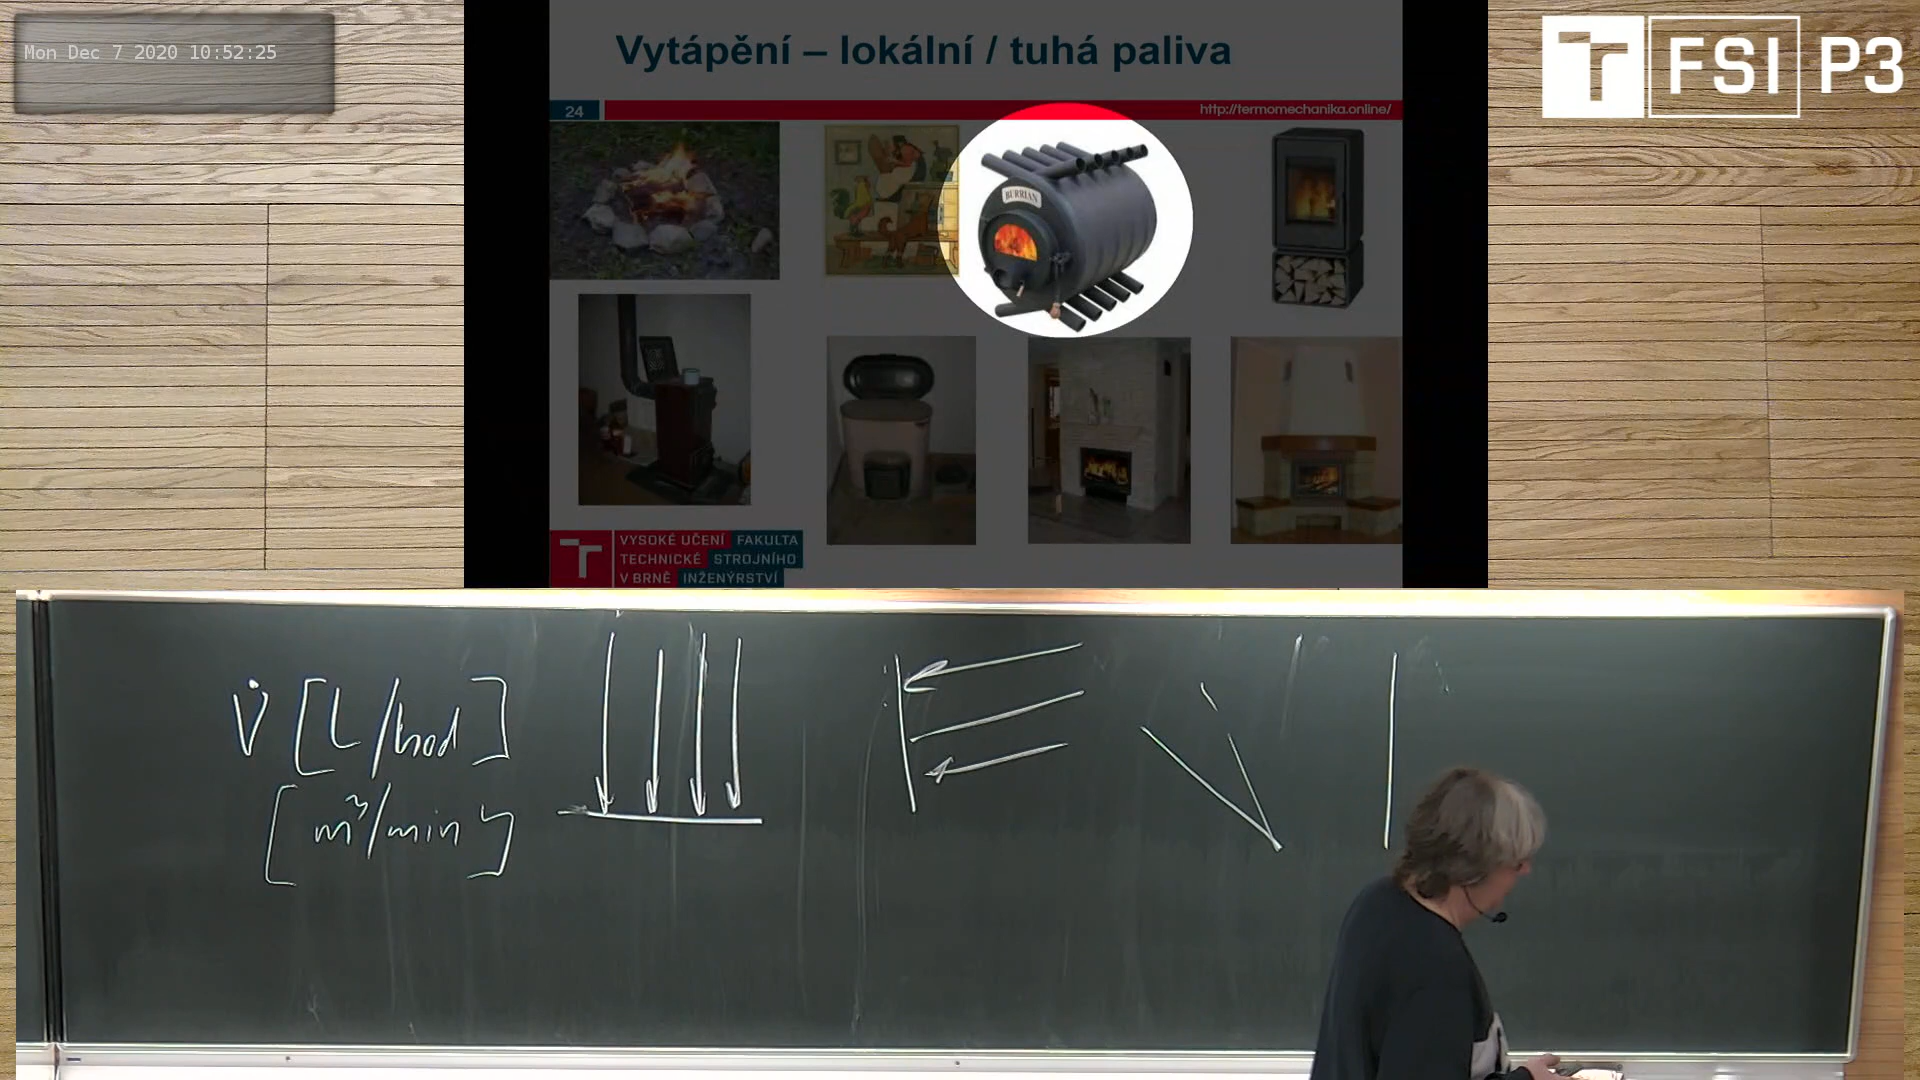 Mon Dec 7 2020 10:52:25
Vytápění – lokální / tuhá paliva
24
http://termomechanika.online/
BURRIAN
VYSOKÉ UČENÍ FAKULTA
TECHNICKÉ STROJNÍHO
V BRNĚ INŽENÝRSTVÍ
T FSI P3
V̇ [L/hod]
[m³/min]